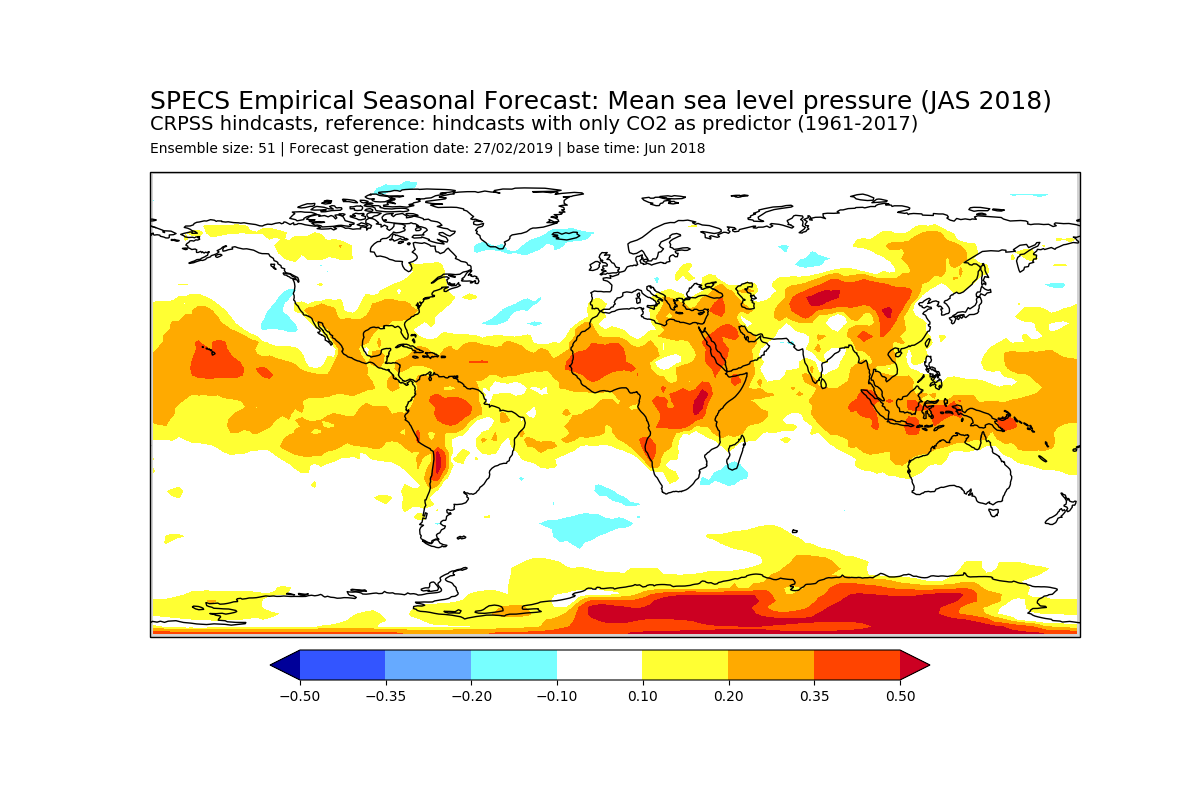 SPECS Empirical Seasonal Forecast: Mean sea level pressure (JAS 2018)
CRPSS hindcasts, reference: hindcasts with only CO2 as predictor (1961-2017)
Ensemble size: 51 | Forecast generation date: 27/02/2019 | base time: Jun 2018
−0.50 −0.35 −0.20 −0.10 0.10 0.20 0.35 0.50